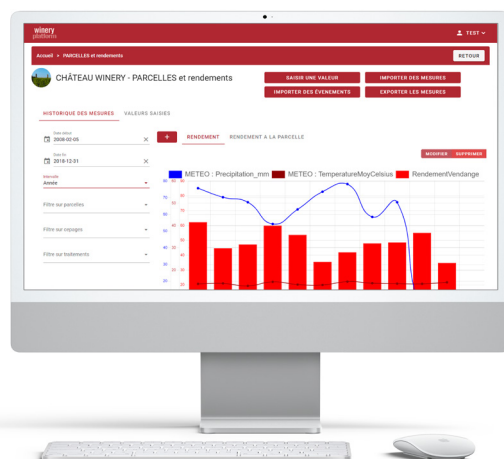 winery
platform
TEST
Accueil > PARCELLES et rendements
RETOUR
CHÂTEAU WINERY - PARCELLES et rendements
SAISIR UNE VALEUR
IMPORTER DES MESURES
IMPORTER DES ÉVENEMENTS
EXPORTER LES MESURES
HISTORIQUE DES MESURES
VALEURS SAISIES
Date début
2008-02-05
+
RENDEMENT
RENDEMENT A LA PARCELLE
Date fin
2018-12-31
MODIFIER
SUPPRIMER
Intervalle
Année
METEO : Precipitation_mm
METEO : TemperatureMoyCelsius
RendementVendange
Filtre sur parcelles
Filtre sur cepages
Filtre sur traitements